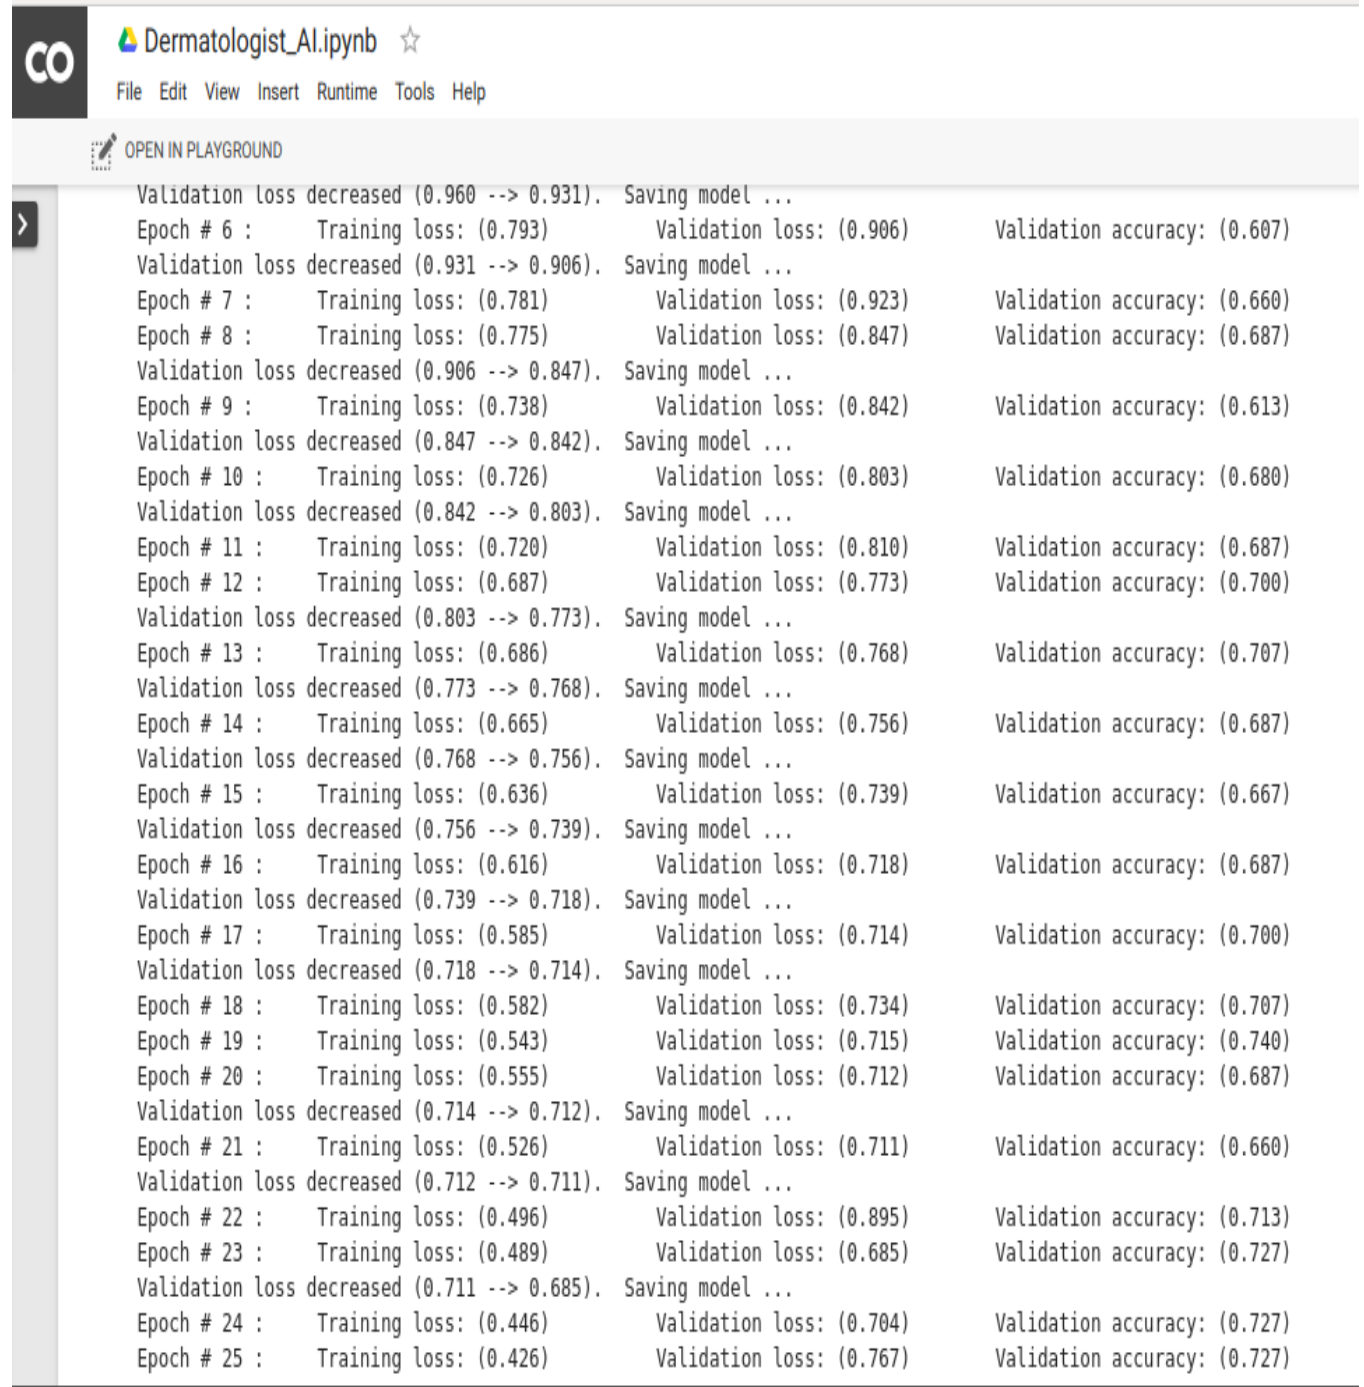 CO
Dermatologist_AI.ipynb
File Edit View Insert Runtime Tools Help
OPEN IN PLAYGROUND
Validation loss decreased (0.960 --> 0.931). Saving model ...
Epoch # 6 : Training loss: (0.793) Validation loss: (0.906) Validation accuracy: (0.607)
Validation loss decreased (0.931 --> 0.906). Saving model ...
Epoch # 7 : Training loss: (0.781) Validation loss: (0.923) Validation accuracy: (0.660)
Epoch # 8 : Training loss: (0.775) Validation loss: (0.847) Validation accuracy: (0.687)
Validation loss decreased (0.906 --> 0.847). Saving model ...
Epoch # 9 : Training loss: (0.738) Validation loss: (0.842) Validation accuracy: (0.613)
Validation loss decreased (0.847 --> 0.842). Saving model ...
Epoch # 10 : Training loss: (0.726) Validation loss: (0.803) Validation accuracy: (0.680)
Validation loss decreased (0.842 --> 0.803). Saving model ...
Epoch # 11 : Training loss: (0.720) Validation loss: (0.810) Validation accuracy: (0.687)
Epoch # 12 : Training loss: (0.687) Validation loss: (0.773) Validation accuracy: (0.700)
Validation loss decreased (0.803 --> 0.773). Saving model ...
Epoch # 13 : Training loss: (0.686) Validation loss: (0.768) Validation accuracy: (0.707)
Validation loss decreased (0.773 --> 0.768). Saving model ...
Epoch # 14 : Training loss: (0.665) Validation loss: (0.756) Validation accuracy: (0.687)
Validation loss decreased (0.768 --> 0.756). Saving model ...
Epoch # 15 : Training loss: (0.636) Validation loss: (0.739) Validation accuracy: (0.667)
Validation loss decreased (0.756 --> 0.739). Saving model ...
Epoch # 16 : Training loss: (0.616) Validation loss: (0.718) Validation accuracy: (0.687)
Validation loss decreased (0.739 --> 0.718). Saving model ...
Epoch # 17 : Training loss: (0.585) Validation loss: (0.714) Validation accuracy: (0.700)
Validation loss decreased (0.718 --> 0.714). Saving model ...
Epoch # 18 : Training loss: (0.582) Validation loss: (0.734) Validation accuracy: (0.707)
Epoch # 19 : Training loss: (0.543) Validation loss: (0.715) Validation accuracy: (0.740)
Epoch # 20 : Training loss: (0.555) Validation loss: (0.712) Validation accuracy: (0.687)
Validation loss decreased (0.714 --> 0.712). Saving model ...
Epoch # 21 : Training loss: (0.526) Validation loss: (0.711) Validation accuracy: (0.660)
Validation loss decreased (0.712 --> 0.711). Saving model ...
Epoch # 22 : Training loss: (0.496) Validation loss: (0.895) Validation accuracy: (0.713)
Epoch # 23 : Training loss: (0.489) Validation loss: (0.685) Validation accuracy: (0.727)
Validation loss decreased (0.711 --> 0.685). Saving model ...
Epoch # 24 : Training loss: (0.446) Validation loss: (0.704) Validation accuracy: (0.727)
Epoch # 25 : Training loss: (0.426) Validation loss: (0.767) Validation accuracy: (0.727)